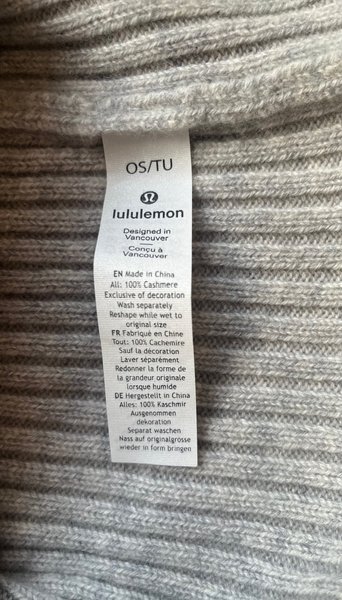 OS/TU
lululemon
Designed in
Vancouver
Conçu à
Vancouver
EN Made in China
All: 100% Cashmere
Exclusive of decoration
Wash separately
Reshape while wet to
original size
FR Fabriqué en Chine
Tout: 100% Cachemire
Sauf la décoration
Laver séparément
Redonner la forme de
la grandeur originale
lorsque humide
DE Hergestellt in China
Alles: 100% Kaschmir
Ausgenommen
dekoration
Separat waschen
Nass auf originalgrösse
wieder in form bringen